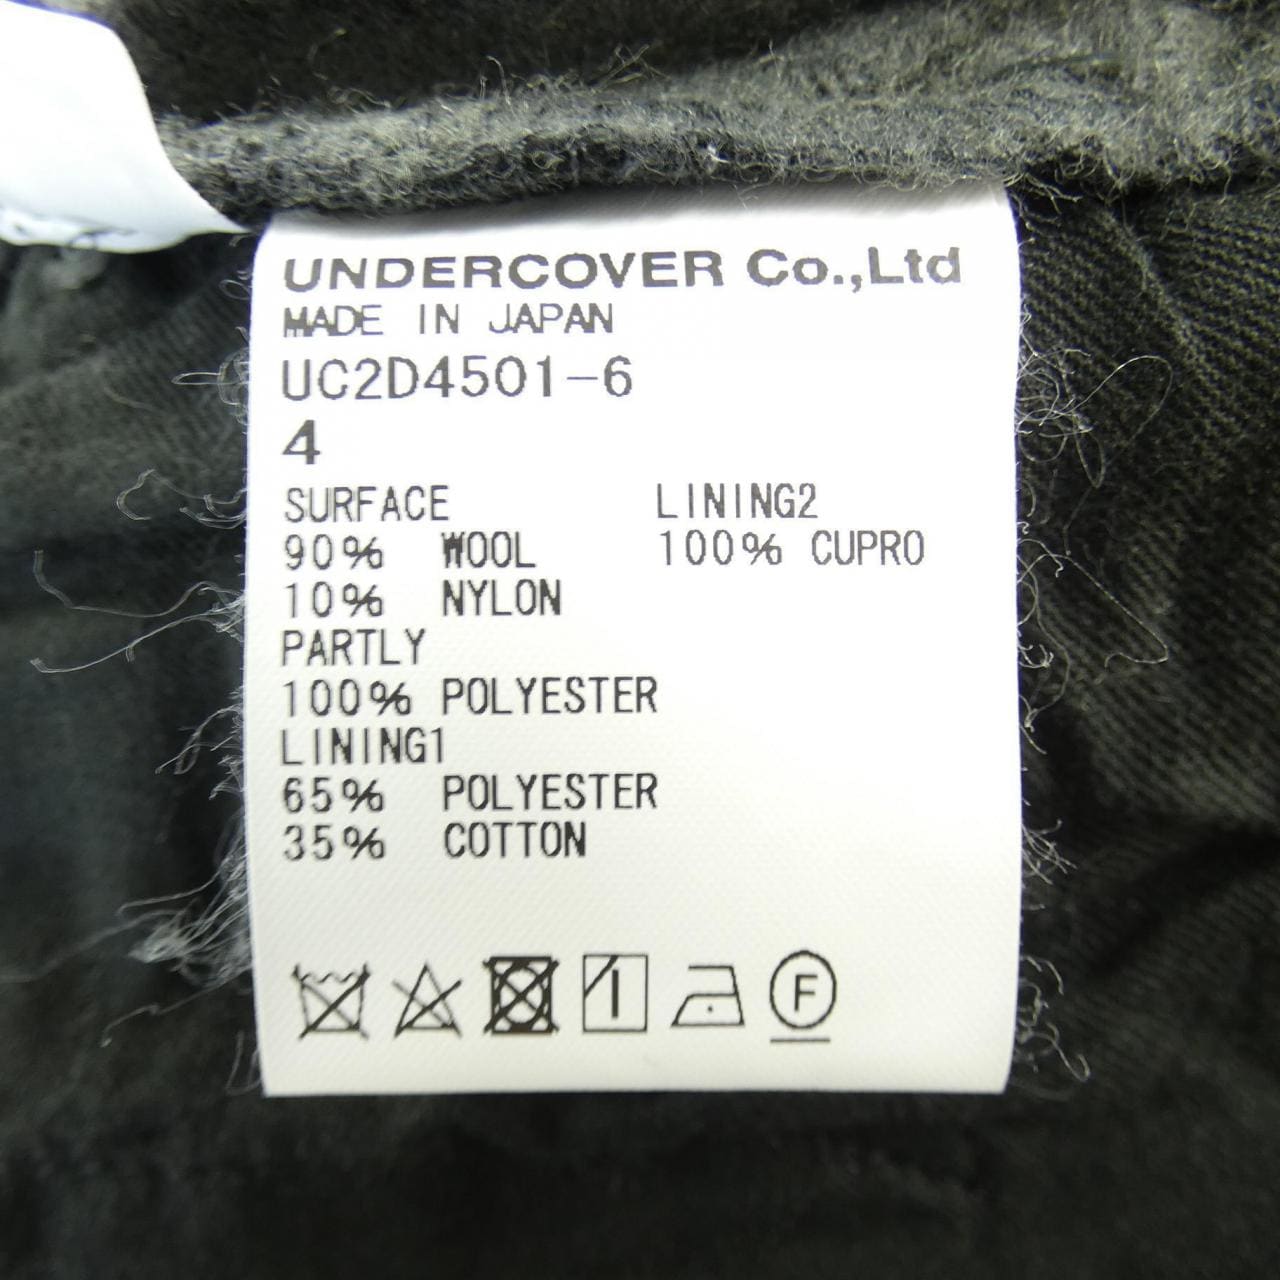 UNDERCOVER Co.,Ltd
MADE IN JAPAN
UC2D4501-6
4
SURFACE
90% WOOL
10% NYLON
PARTLY
100% POLYESTER
LINING1
65% POLYESTER
35% COTTON
LINING2
100% CUPRO
F